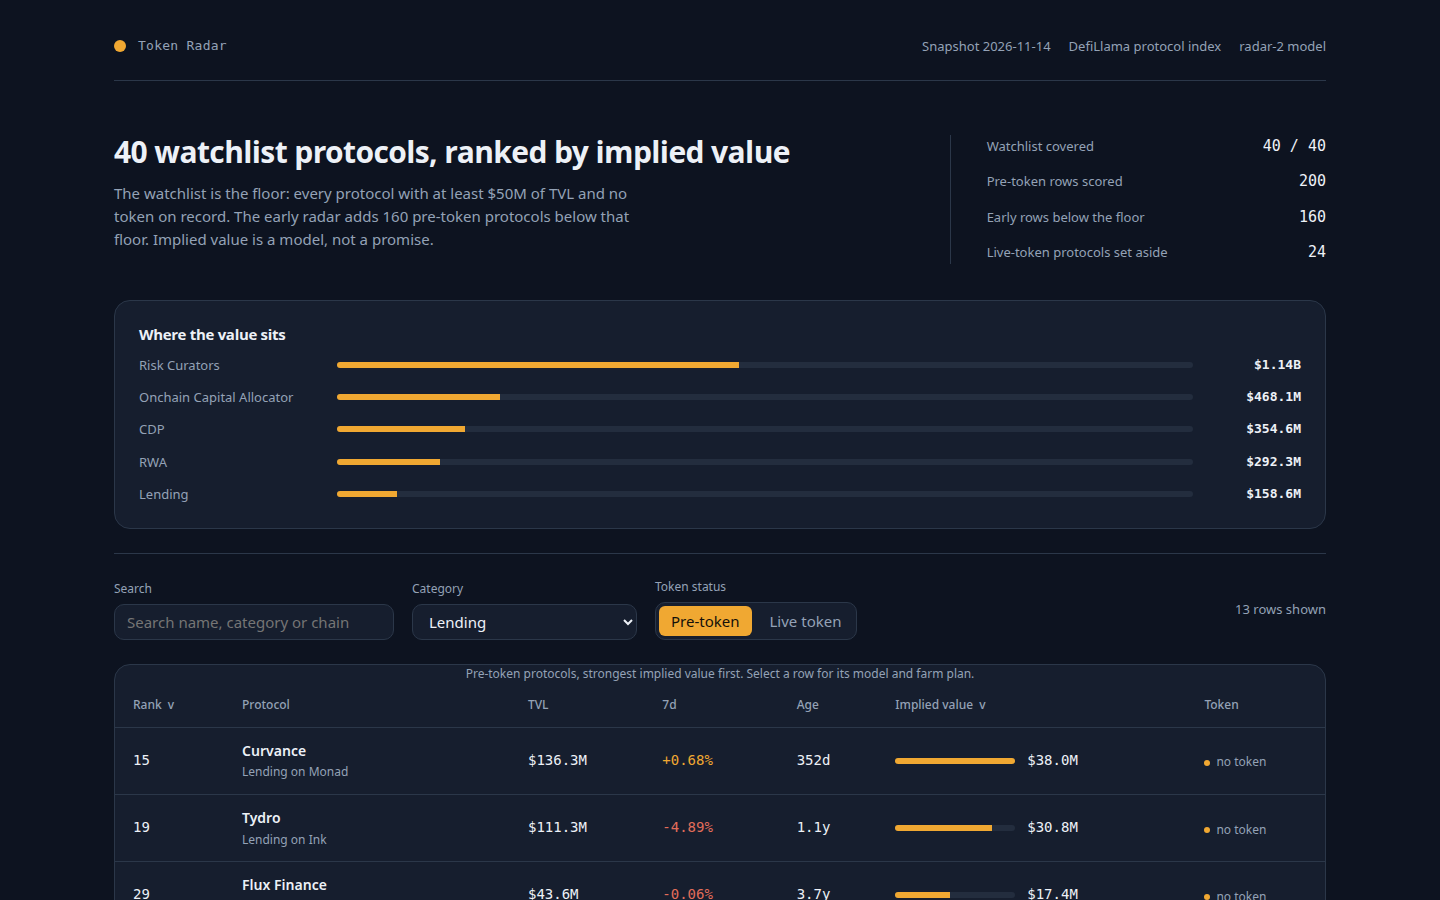 Token Radar
Snapshot 2026-11-14 DefiLlama protocol index radar-2 model
40 watchlist protocols, ranked by implied value
The watchlist is the floor: every protocol with at least $50M of TVL and no
token on record. The early radar adds 160 pre-token protocols below that
floor. Implied value is a model, not a promise.
Watchlist covered 40 / 40
Pre-token rows scored 200
Early rows below the floor 160
Live-token protocols set aside 24
Where the value sits
Risk Curators $1.14B
Onchain Capital Allocator $468.1M
CDP $354.6M
RWA $292.3M
Lending $158.6M
Search Category Token status
Search name, category or chain Lending Pre-token Live token
13 rows shown
Pre-token protocols, strongest implied value first. Select a row for its model and farm plan.
Rank v Protocol TVL 7d Age Implied value v Token
15 Curvance $136.3M +0.68% 352d $38.0M no token
Lending on Monad
19 Tydro $111.3M -4.89% 1.1y $30.8M no token
Lending on Ink
29 Flux Finance $43.6M -0.06% 3.7y $17.4M no token